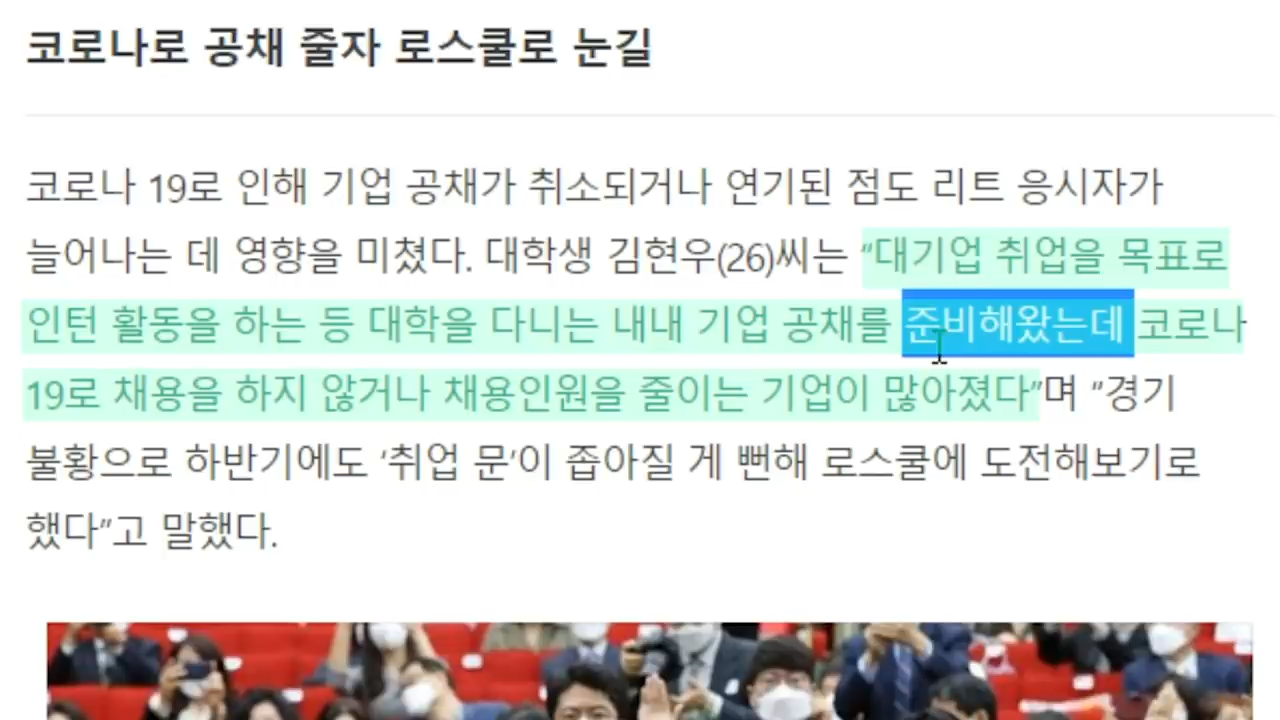 코로나로 공채 줄자 로스쿨로 눈길
코로나 19로 인해 기업 공채가 취소되거나 연기된 점도 리트 응시자가
늘어나는 데 영향을 미쳤다. 대학생 김현우(26)씨는 “대기업 취업을 목표로
인턴 활동을 하는 등 대학을 다니는 내내 기업 공채를 준비해왔는데 코로나
19로 채용을 하지 않거나 채용인원을 줄이는 기업이 많아졌다”며 “경기
불황으로 하반기에도 ‘취업 문’이 좁아질 게 뻔해 로스쿨에 도전해보기로
했다”고 말했다.